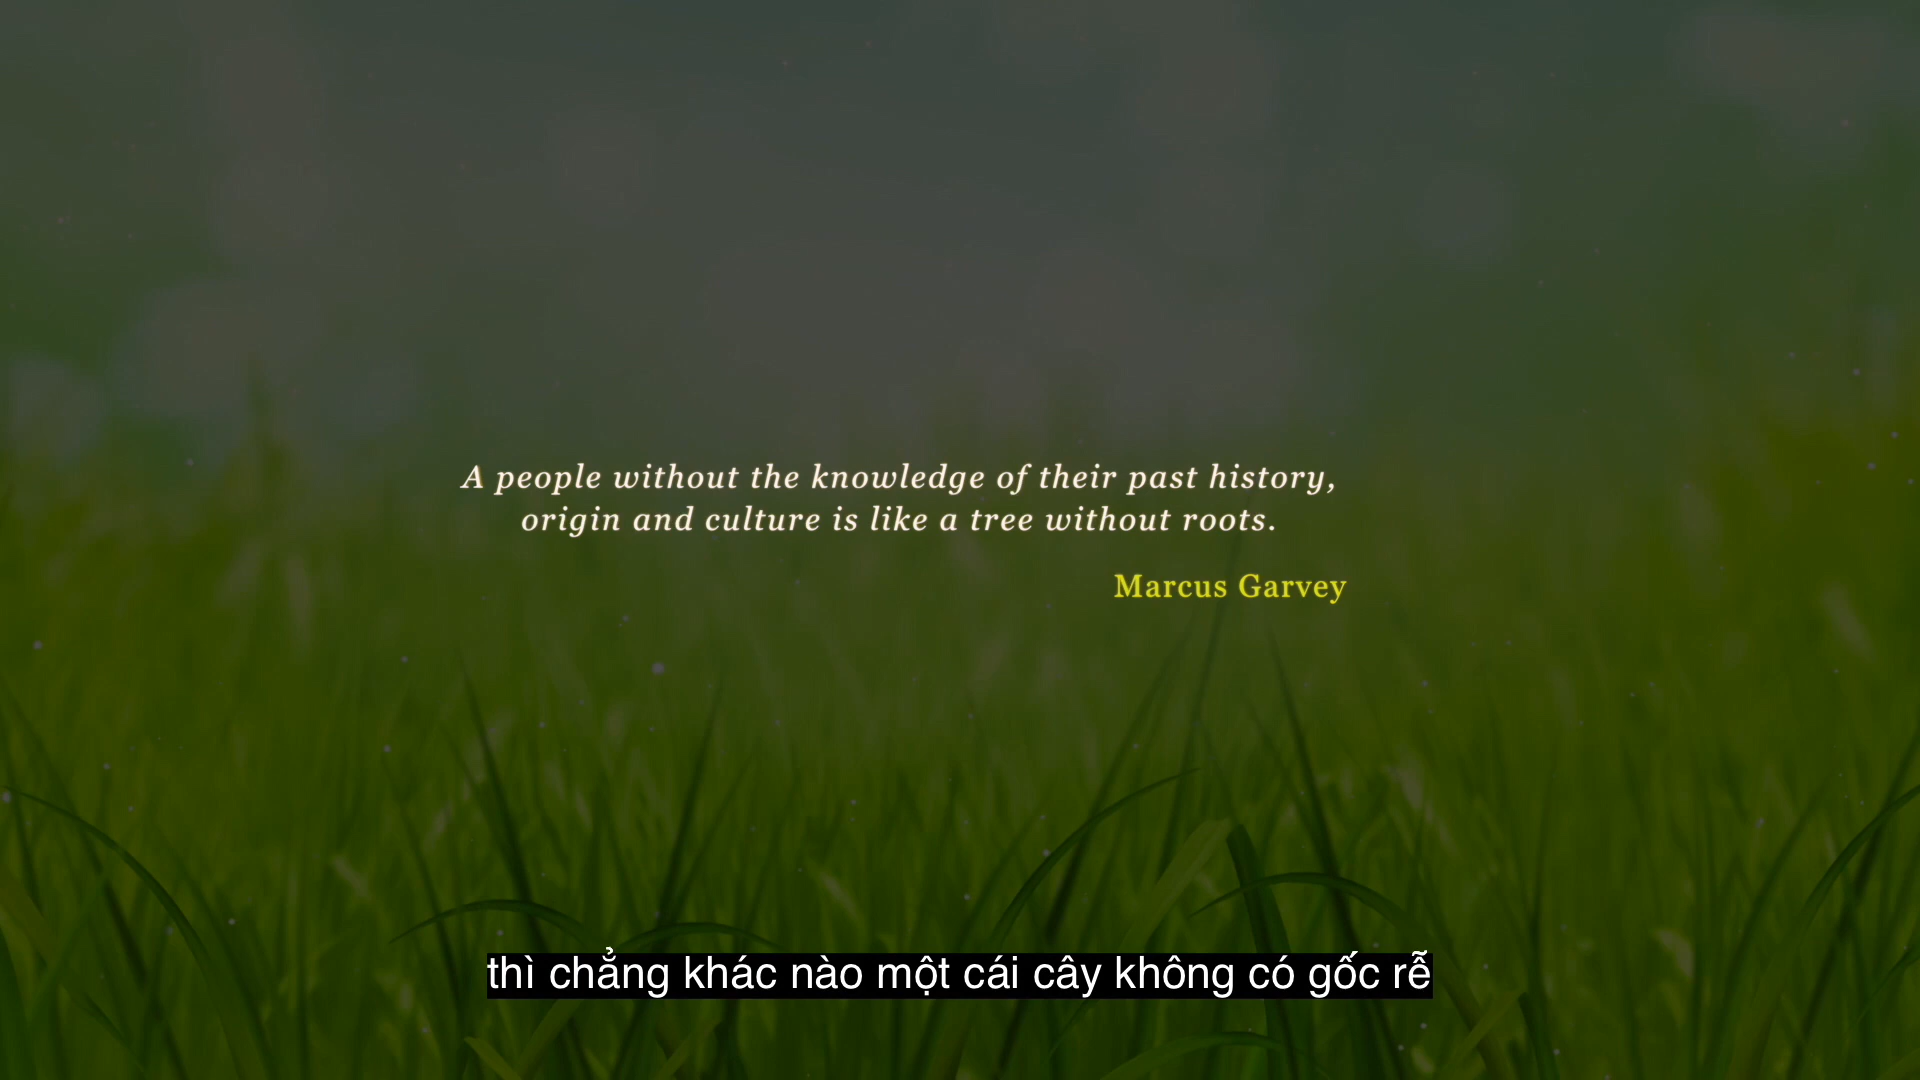 A people without the knowledge of their past history,
origin and culture is like a tree without roots.
Marcus Garvey
thì chẳng khác nào một cái cây không có gốc rễ